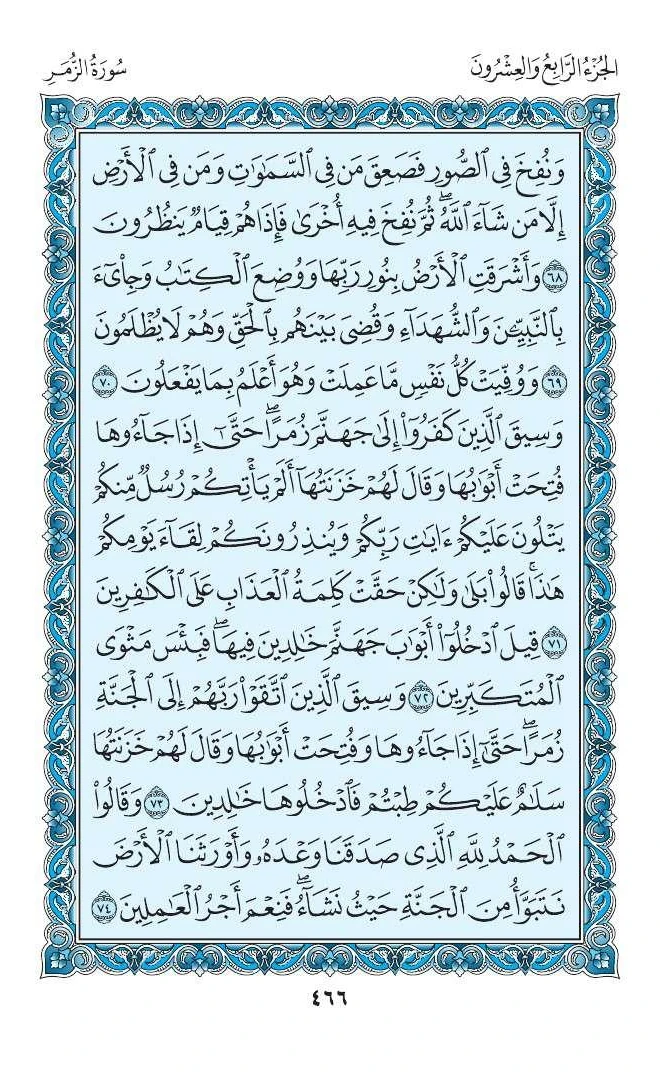 الجُزْءُ الرَّابِعُ وَالعِشْرُونَ
سُورَةُ الزُّمَرِ
وَنُفِخَ فِي ٱلصُّورِ فَصَعِقَ مَن فِي ٱلسَّمَٰوَٰتِ وَمَن فِي ٱلْأَرْضِ
إِلَّا مَن شَآءَ ٱللَّهُۖ ثُمَّ نُفِخَ فِيهِ أُخْرَىٰ فَإِذَا هُمْ قِيَامٌ يَنظُرُونَ
٦٨ وَأَشْرَقَتِ ٱلْأَرْضُ بِنُورِ رَبِّهَا وَوُضِعَ ٱلْكِتَٰبُ وَجِا۟يٓءَ
بِٱلنَّبِيِّـۧنَ وَٱلشُّهَدَآءِ وَقُضِيَ بَيْنَهُم بِٱلْحَقِّ وَهُمْ لَا يُظْلَمُونَ
٦٩ وَوُفِّيَتْ كُلُّ نَفْسٍ مَّا عَمِلَتْ وَهُوَ أَعْلَمُ بِمَا يَفْعَلُونَ ٧٠
وَسِيقَ ٱلَّذِينَ كَفَرُوٓا۟ إِلَىٰ جَهَنَّمَ زُمَرًاۖ حَتَّىٰٓ إِذَا جَآءُوهَا
فُتِحَتْ أَبْوَٰبُهَا وَقَالَ لَهُمْ خَزَنَتُهَآ أَلَمْ يَأْتِكُمْ رُسُلٌ مِّنكُمْ
يَتْلُونَ عَلَيْكُمْ ءَايَٰتِ رَبِّكُمْ وَيُنذِرُونَكُمْ لِقَآءَ يَوْمِكُمْ
هَٰذَاۚ قَالُوا۟ بَلَىٰ وَلَٰكِنْ حَقَّتْ كَلِمَةُ ٱلْعَذَابِ عَلَى ٱلْكَٰفِرِينَ
٧١ قِيلَ ٱدْخُلُوٓا۟ أَبْوَٰبَ جَهَنَّمَ خَٰلِدِينَ فِيهَاۖ فَبِئْسَ مَثْوَى
ٱلْمُتَكَبِّرِينَ ٧٢ وَسِيقَ ٱلَّذِينَ ٱتَّقَوْا۟ رَبَّهُمْ إِلَى ٱلْجَنَّةِ
زُمَرًاۖ حَتَّىٰٓ إِذَا جَآءُوهَا وَفُتِحَتْ أَبْوَٰبُهَا وَقَالَ لَهُمْ خَزَنَتُهَا
سَلَٰمٌ عَلَيْكُمْ طِبْتُمْ فَٱدْخُلُوهَا خَٰلِدِينَ ٧٣ وَقَالُوا۟
ٱلْحَمْدُ لِلَّهِ ٱلَّذِي صَدَقَنَا وَعْدَهُۥ وَأَوْرَثَنَا ٱلْأَرْضَ
نَتَبَوَّأُ مِنَ ٱلْجَنَّةِ حَيْثُ نَشَآءُۖ فَنِعْمَ أَجْرُ ٱلْعَٰمِلِينَ ٧٤
٤٦٦